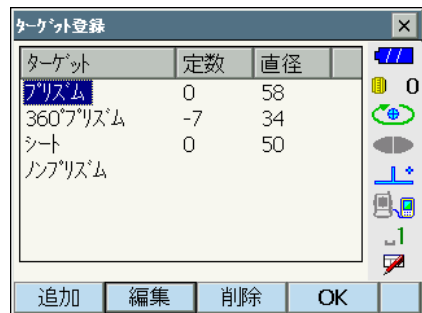 ﾀｰｹﾞｯﾄ登録
ﾀｰｹﾞｯﾄ 定数 直径
ﾌﾟﾘｽﾞﾑ 0 58
360°ﾌﾟﾘｽﾞﾑ -7 34
ｼｰﾄ 0 50
ﾉﾝﾌﾟﾘｽﾞﾑ
0
1
追加 編集 削除 OK